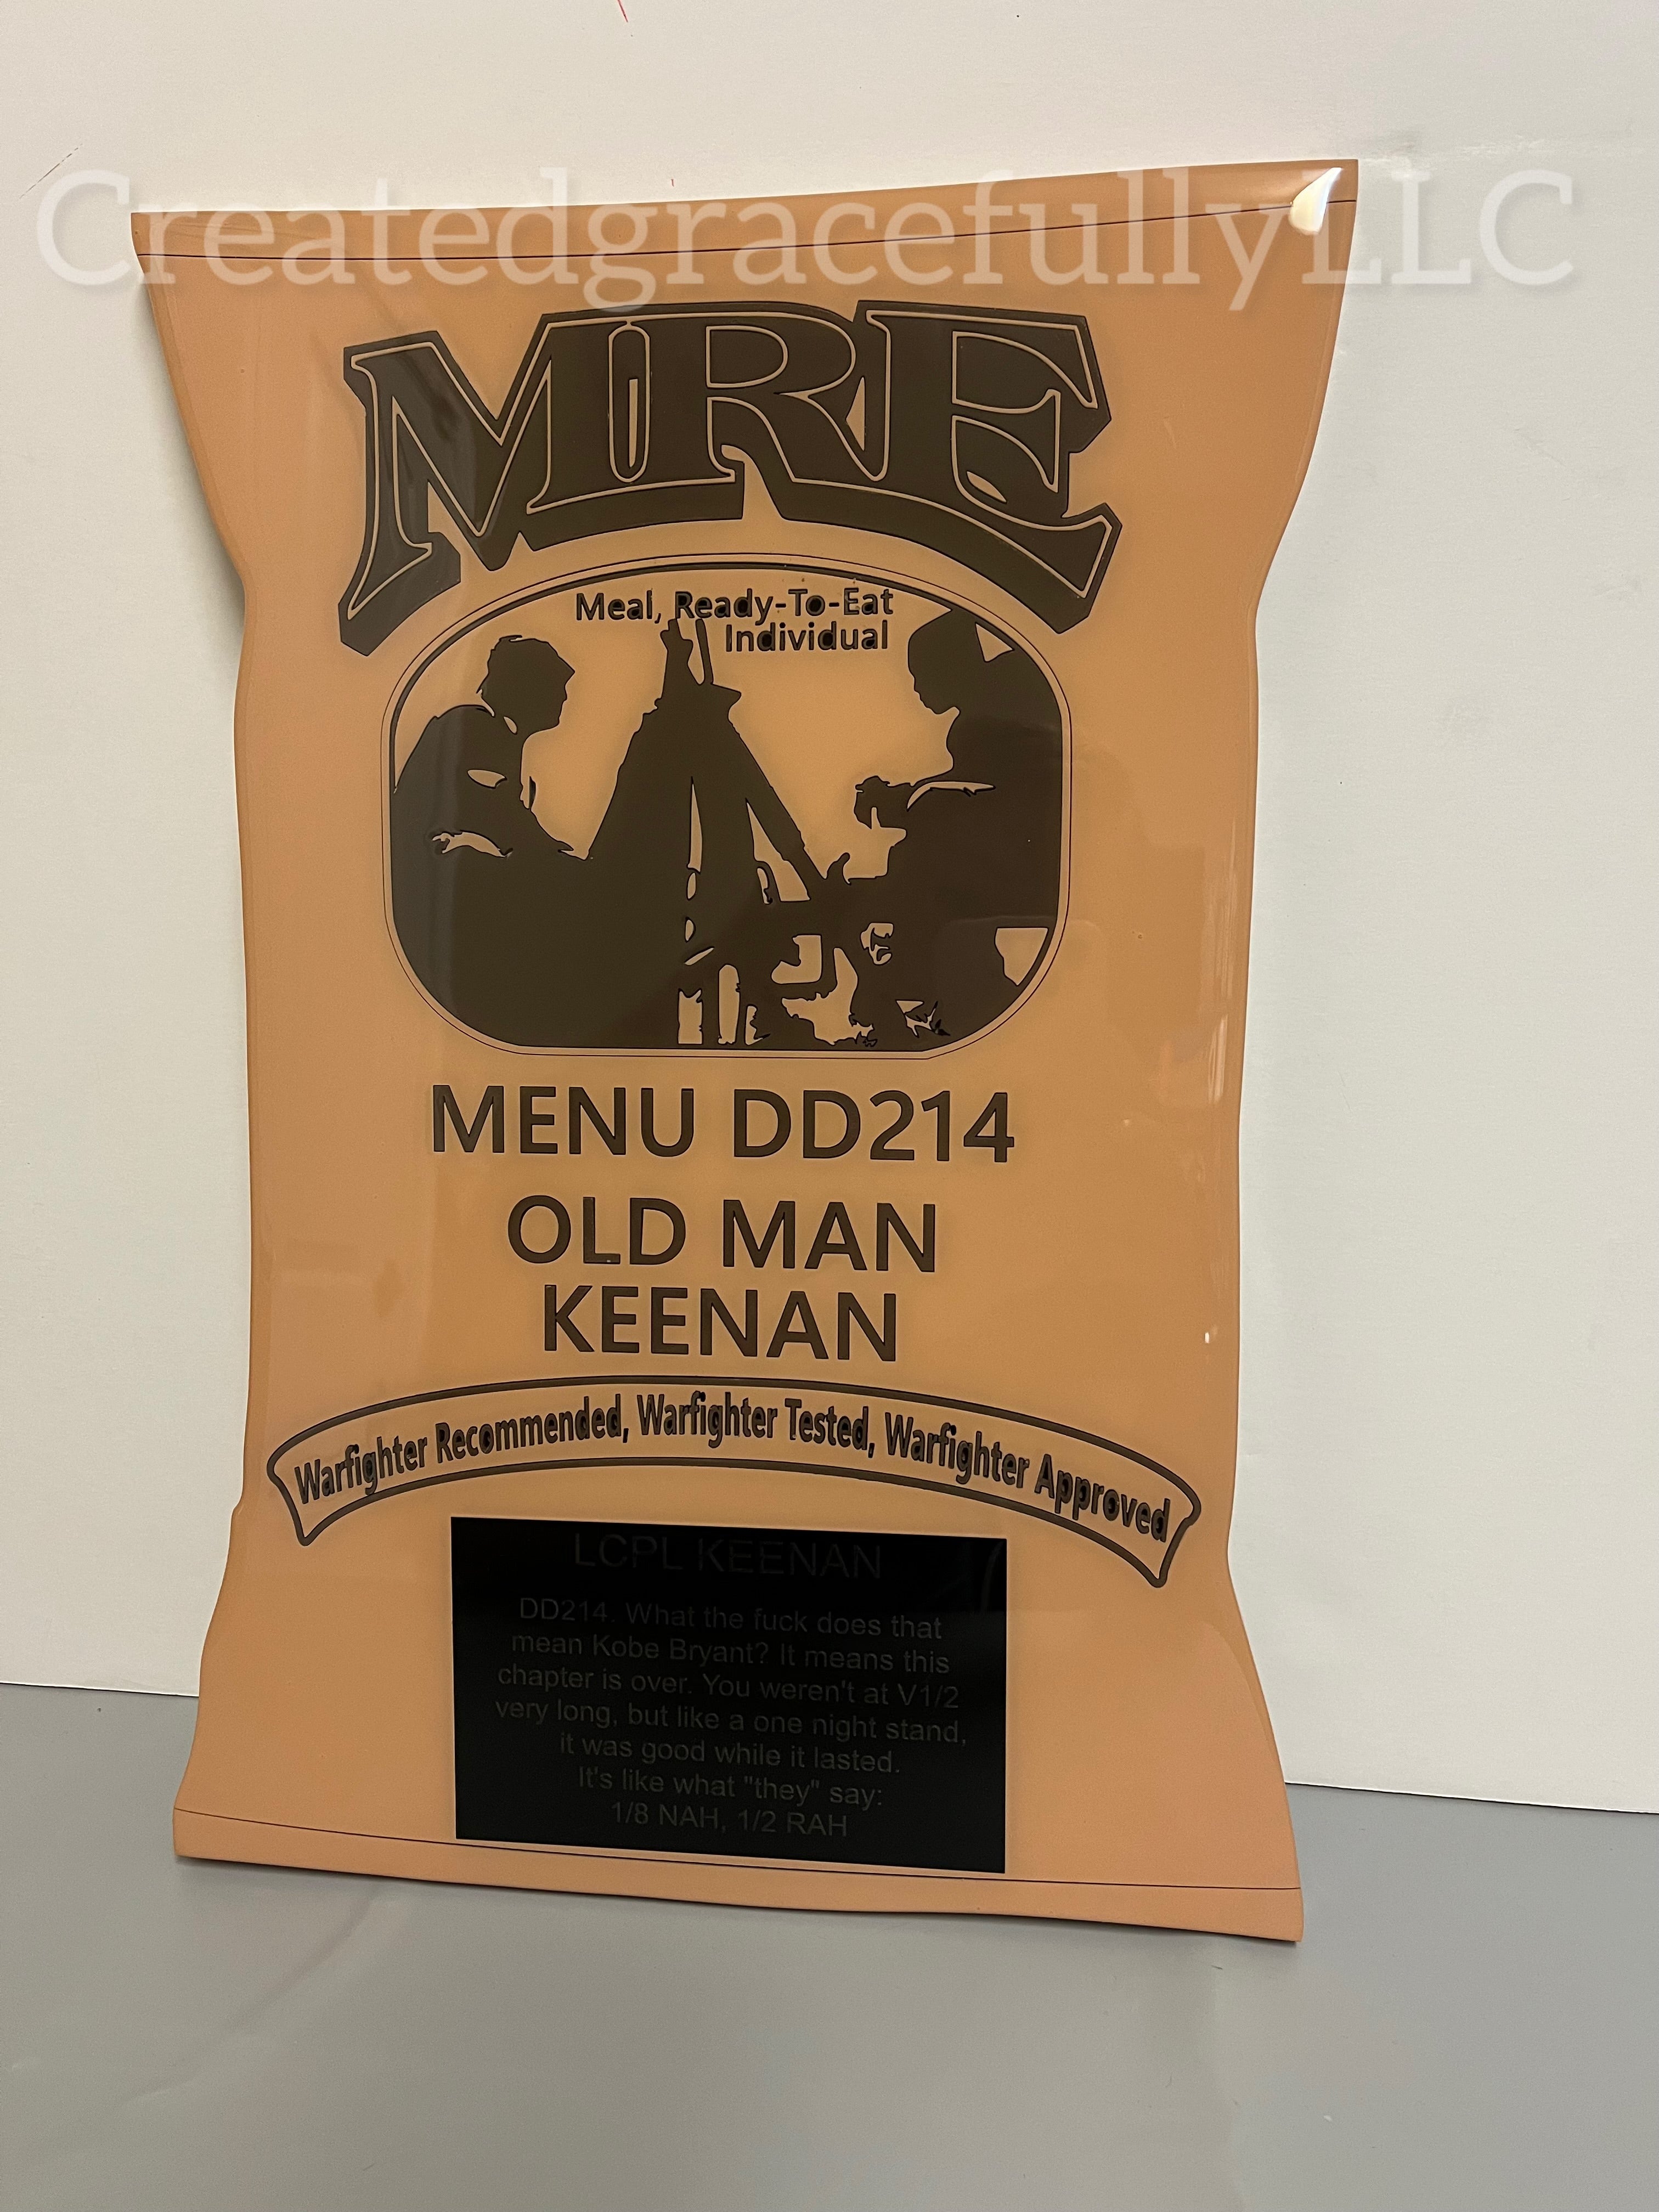 CreatedgracefullyLLC
MRE
Meal, Ready-To-Eat
Individual
MENU DD214
OLD MAN
KEENAN
Warfighter Recommended, Warfighter Tested, Warfighter Approved
LCPL KEENAN
DD214. What the fuck does that
mean Kobe Bryant? It means this
chapter is over. You weren't at V1/2
very long, but like a one night stand,
it was good while it lasted.
It's like what "they" say:
1/8 NAH, 1/2 RAH